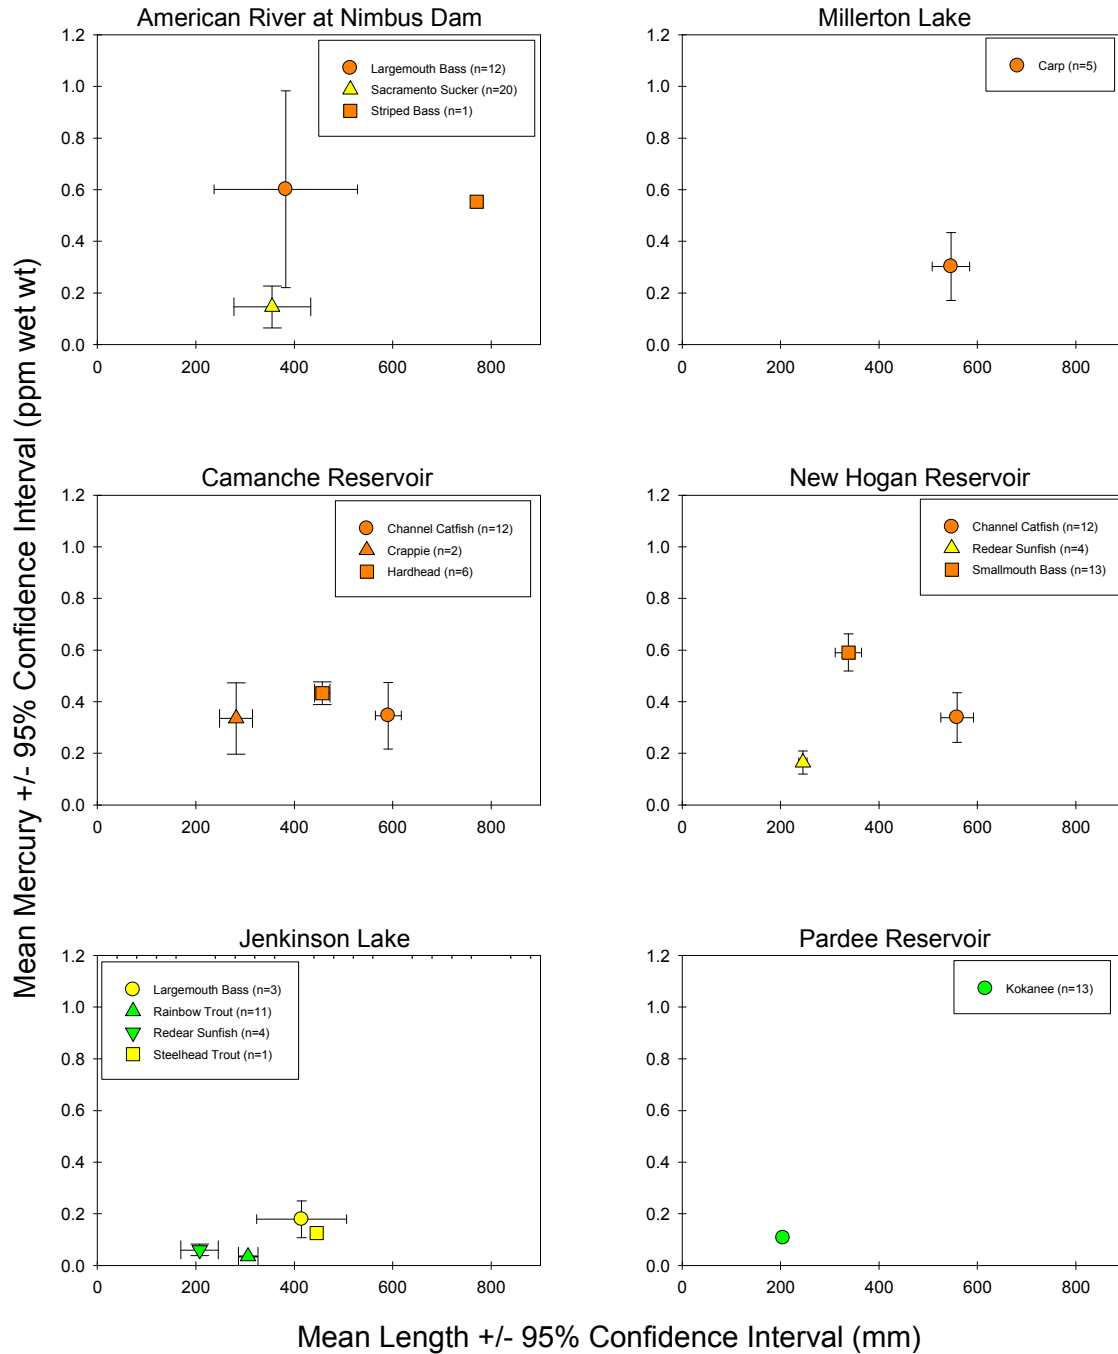 American River at Nimbus Dam
1.2
1.0
0.8
0.6
0.4
0.2
0.0
0 200 400 600 800
Largemouth Bass (n=12)
Sacramento Sucker (n=20)
Striped Bass (n=1)
Millerton Lake
1.2
1.0
0.8
0.6
0.4
0.2
0.0
0 200 400 600 800
Carp (n=5)
Mean Mercury +/- 95% Confidence Interval (ppm wet wt)
Camanche Reservoir
1.2
1.0
0.8
0.6
0.4
0.2
0.0
0 200 400 600 800
Channel Catfish (n=12)
Crappie (n=2)
Hardhead (n=6)
New Hogan Reservoir
1.2
1.0
0.8
0.6
0.4
0.2
0.0
0 200 400 600 800
Channel Catfish (n=12)
Redear Sunfish (n=4)
Smallmouth Bass (n=13)
Jenkinson Lake
1.2
1.0
0.8
0.6
0.4
0.2
0.0
0 200 400 600 800
Largemouth Bass (n=3)
Rainbow Trout (n=11)
Redear Sunfish (n=4)
Steelhead Trout (n=1)
Pardee Reservoir
1.2
1.0
0.8
0.6
0.4
0.2
0.0
0 200 400 600 800
Kokanee (n=13)
Mean Length +/- 95% Confidence Interval (mm)